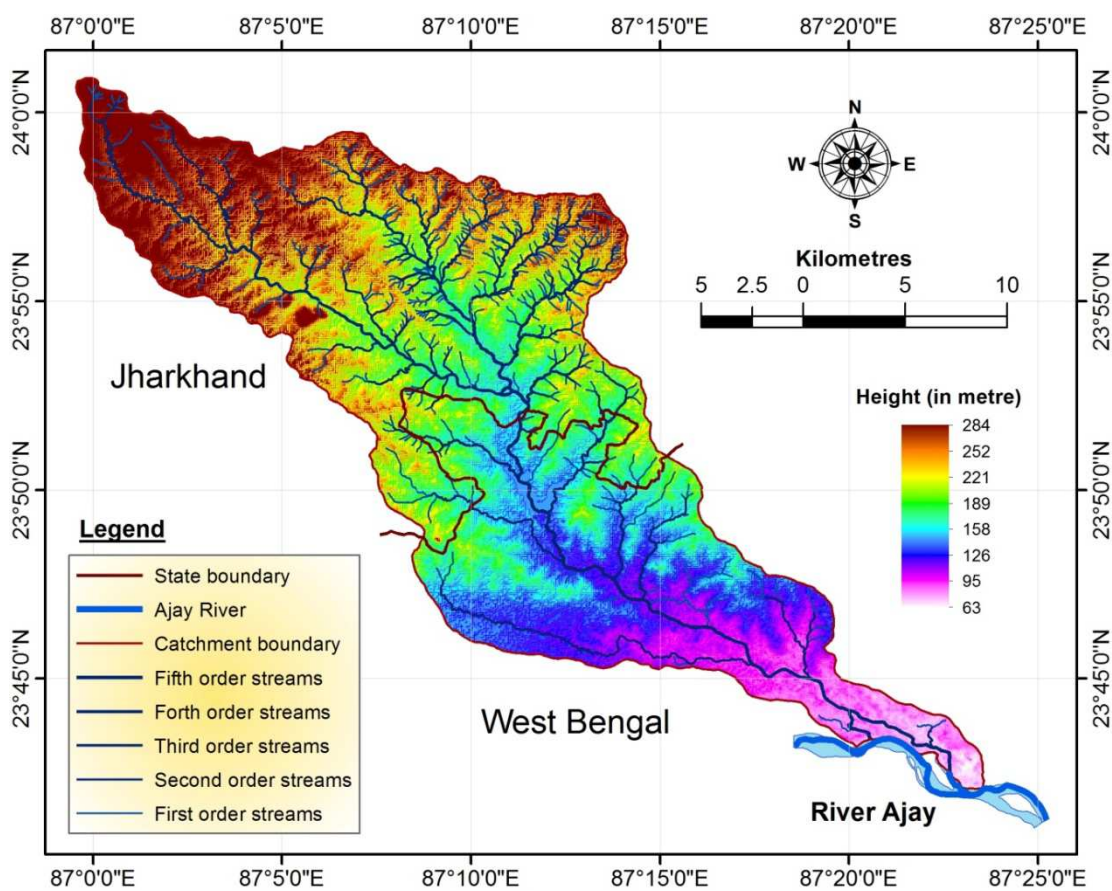 87°0'0"E 87°5'0"E 87°10'0"E 87°15'0"E 87°20'0"E 87°25'0"E
24°0'0"N
23°55'0"N
23°50'0"N
23°45'0"N
N
W E
S
Kilometres
5 2.5 0 5 10
Jharkhand
Height (in metre)
284
252
221
189
158
126
95
63
Legend
State boundary
Ajay River
Catchment boundary
Fifth order streams
Forth order streams
Third order streams
Second order streams
First order streams
West Bengal
River Ajay
24°0'0"N
23°55'0"N
23°50'0"N
23°45'0"N
87°0'0"E 87°5'0"E 87°10'0"E 87°15'0"E 87°20'0"E 87°25'0"E